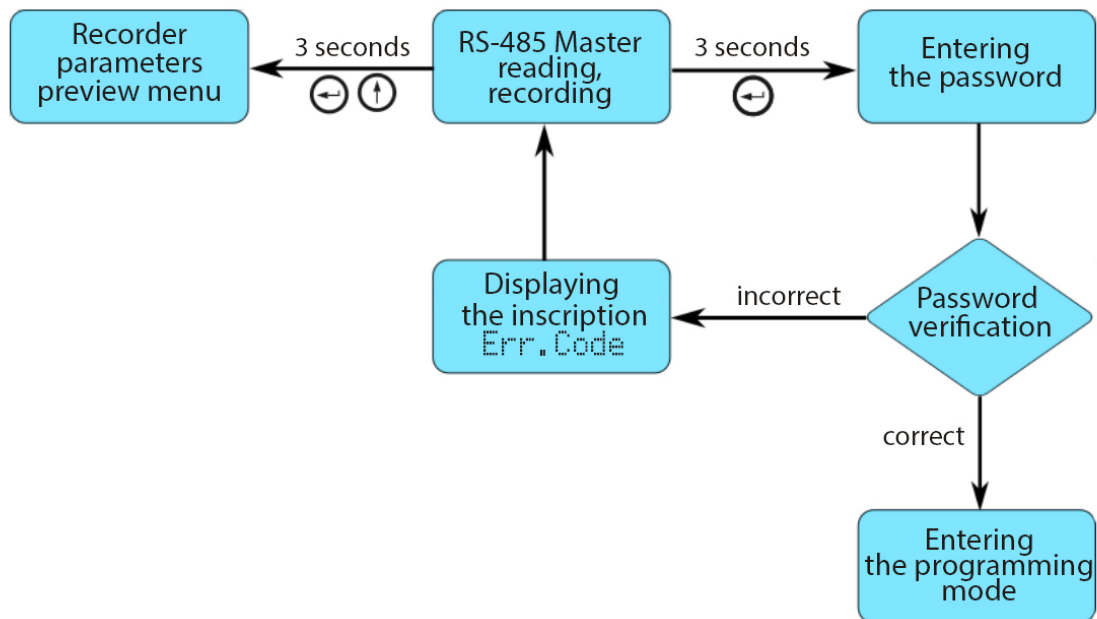 Recorder
parameters
preview menu
3 seconds
RS-485 Master
reading,
recording
3 seconds
Entering
the password
Displaying
the inscription
Err.Code
incorrect
Password
verification
correct
Entering
the programming
mode